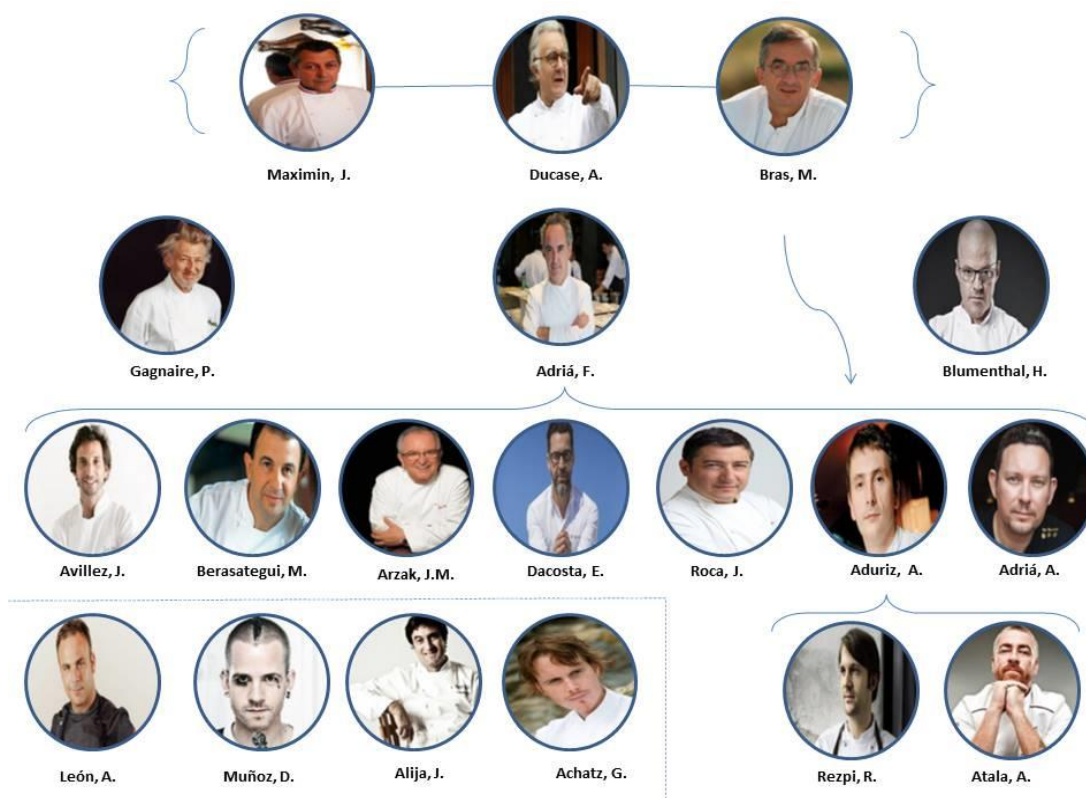 Maximin, J.
Ducase, A.
Bras, M.
Gagnaire, P.
Adriá, F.
Blumenthal, H.
Avillez, J.
Berasategui, M.
Arzak, J.M.
Dacosta, E.
Roca, J.
Aduriz, A.
Adriá, A.
León, A.
Muñoz, D.
Alija, J.
Achatz, G.
Rezpi, R.
Atala, A.